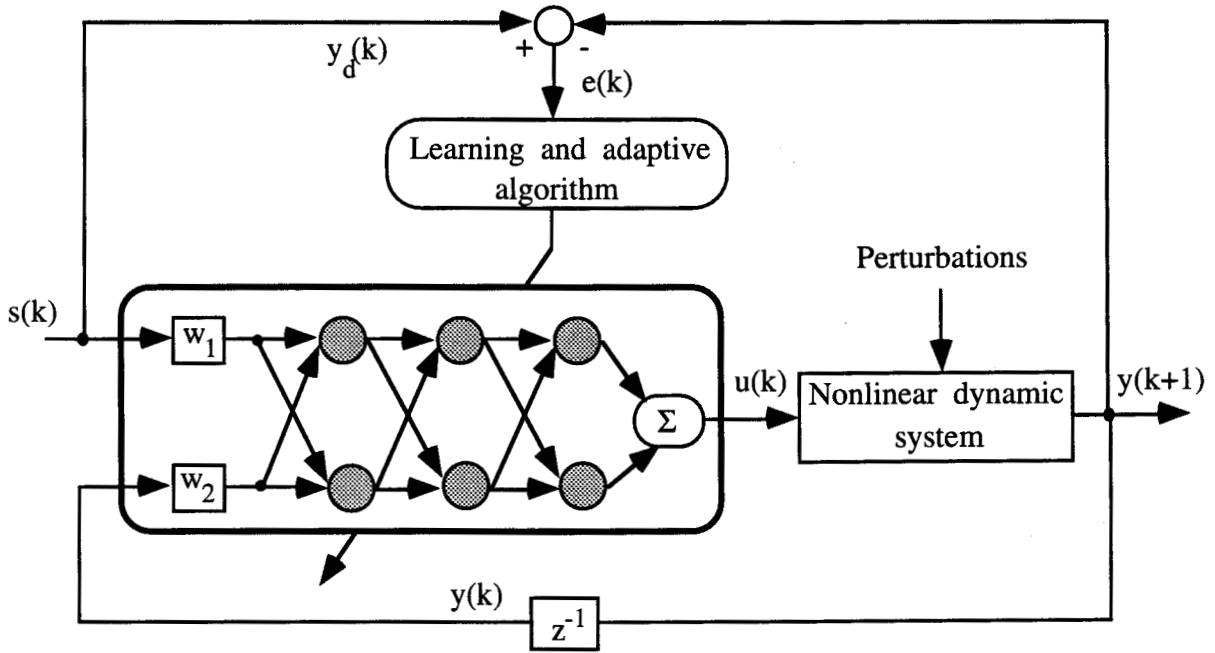 y_d(k)
+ -
e(k)
Learning and adaptive
algorithm
Perturbations
s(k)
w_1
u(k)
Nonlinear dynamic
system
y(k+1)
Σ
w_2
y(k)
z^-1